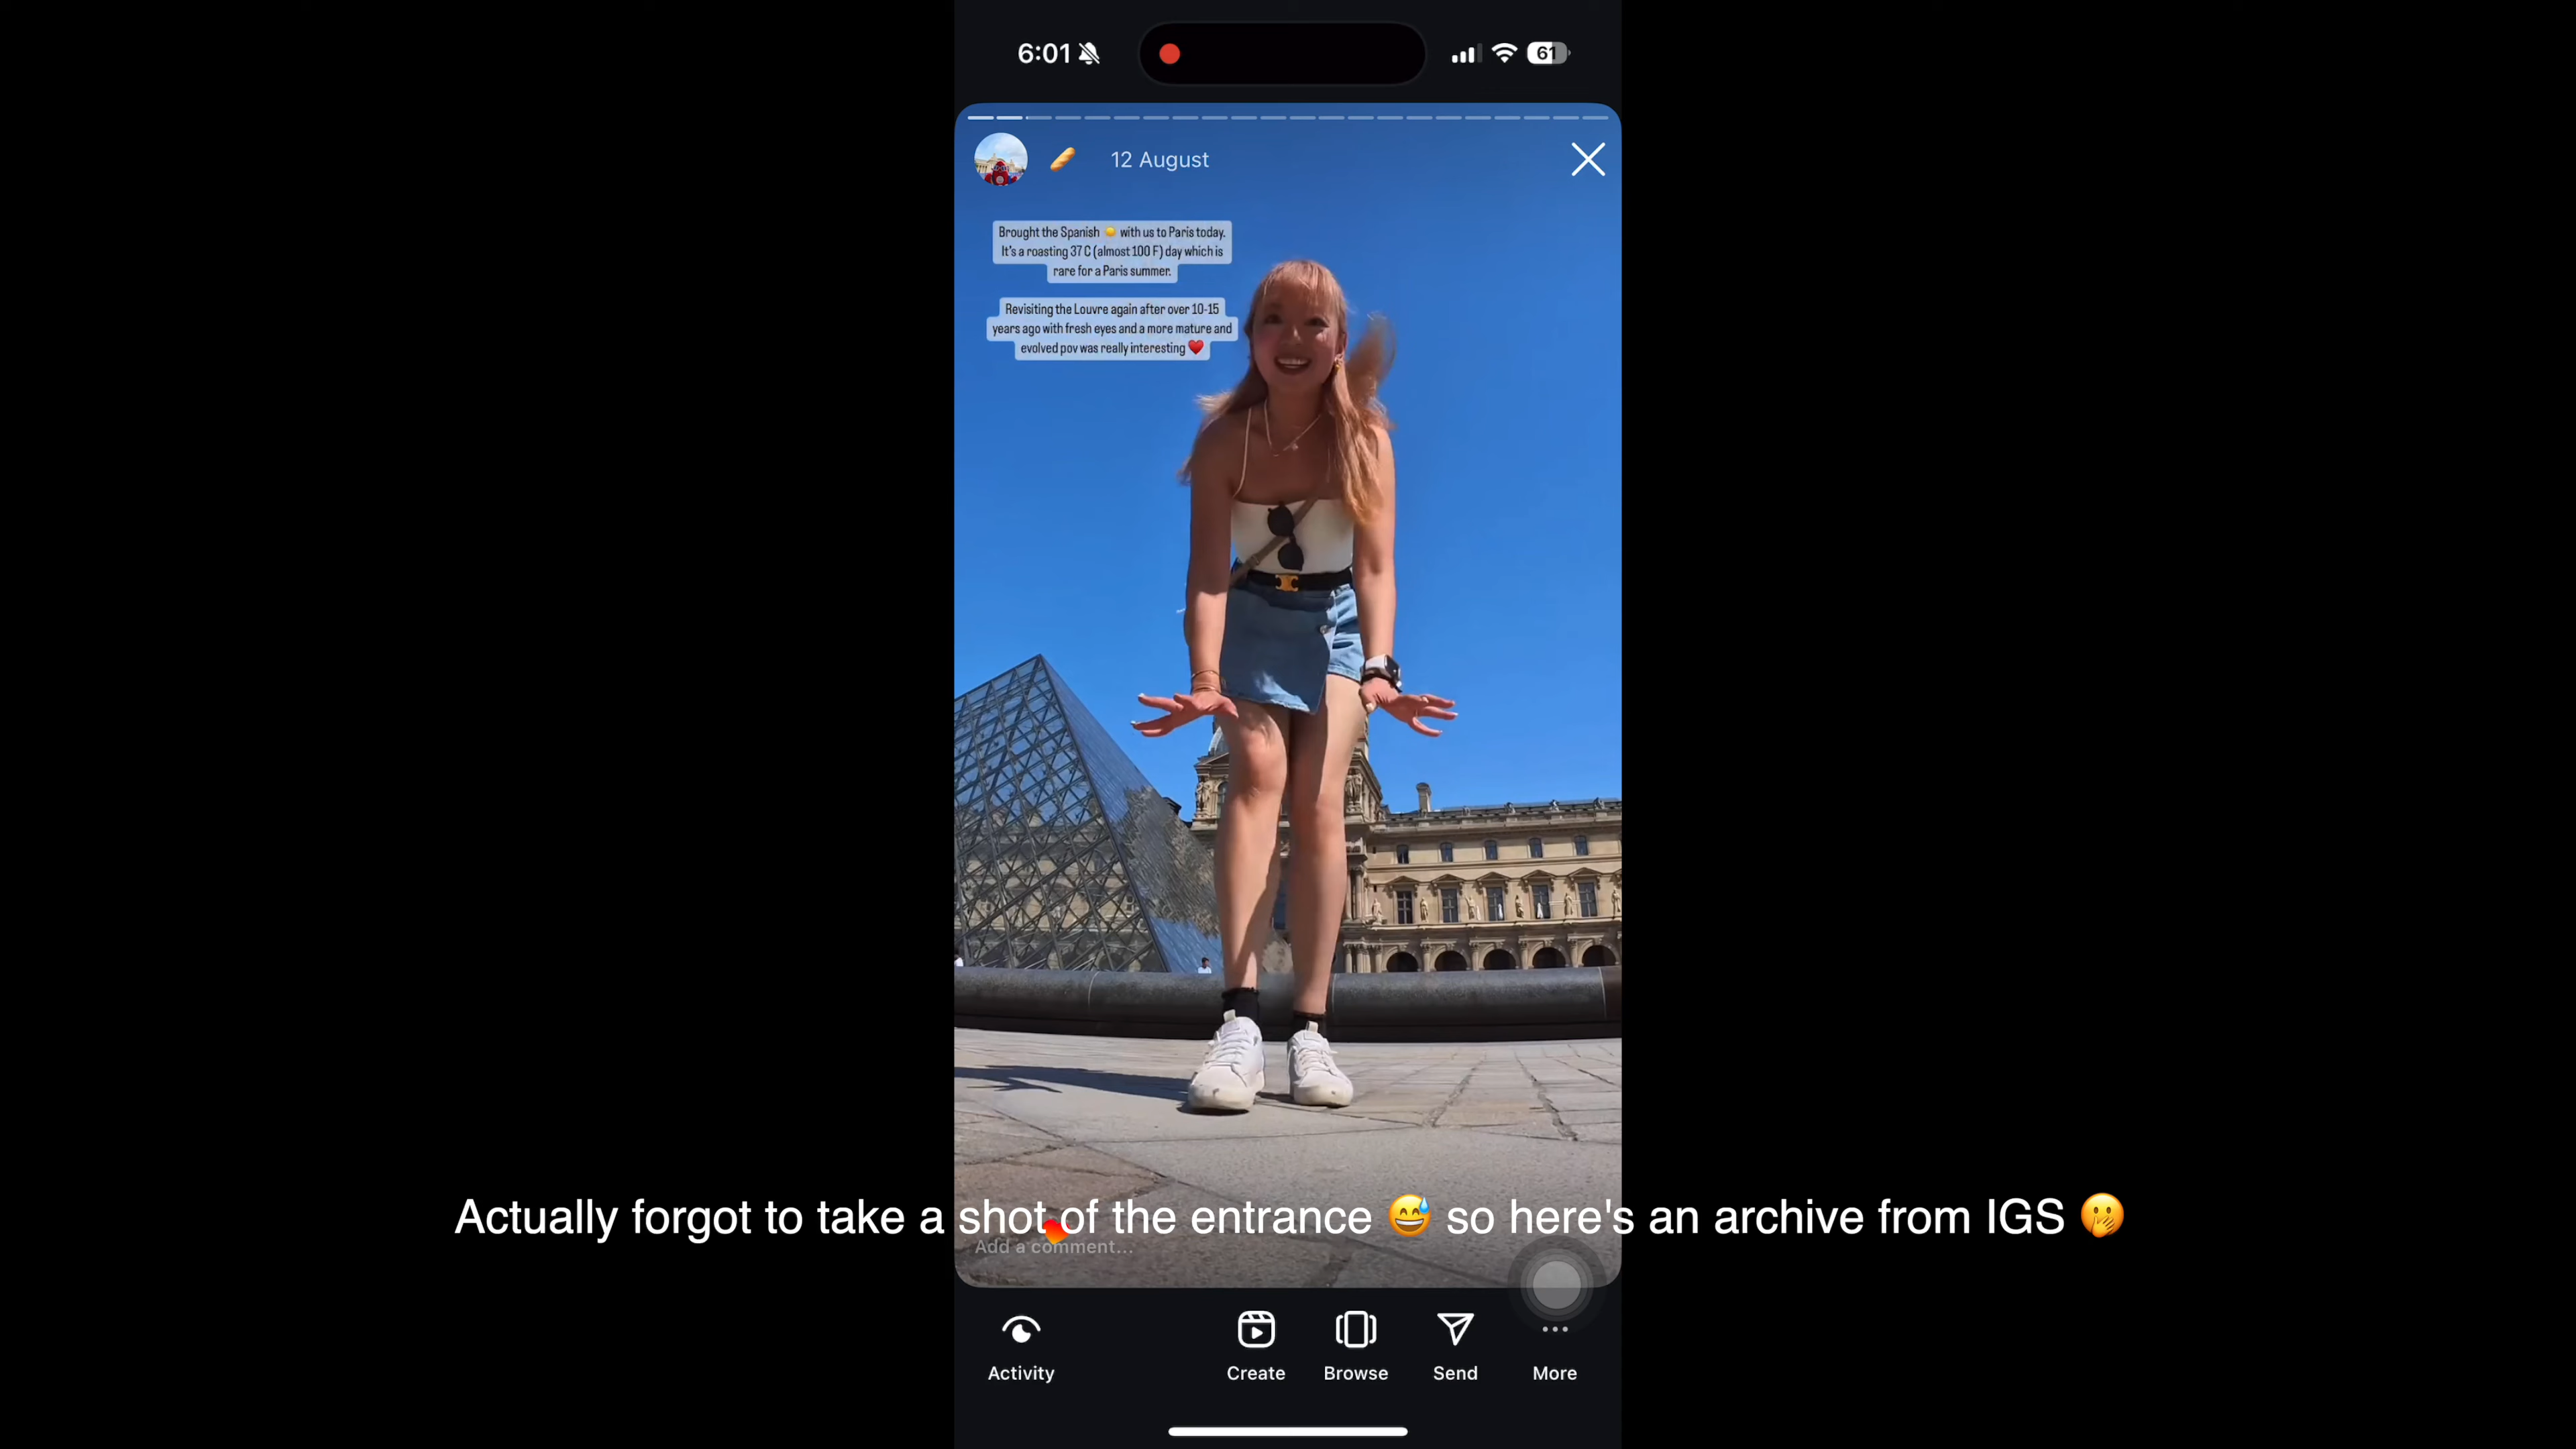 6:01
61
🥖 12 August
Brought the Spanish ☀️ with us to Paris today.
It's a roasting 37 C (almost 100 F) day which is
rare for a Paris summer.
Revisiting the Louvre again after over 10-15
years ago with fresh eyes and a more mature and
evolved pov was really interesting ❤️
Actually forgot to take a shot of the entrance 😅 so here's an archive from IGS 🤭
Add a comment...
Activity
Create
Browse
Send
More